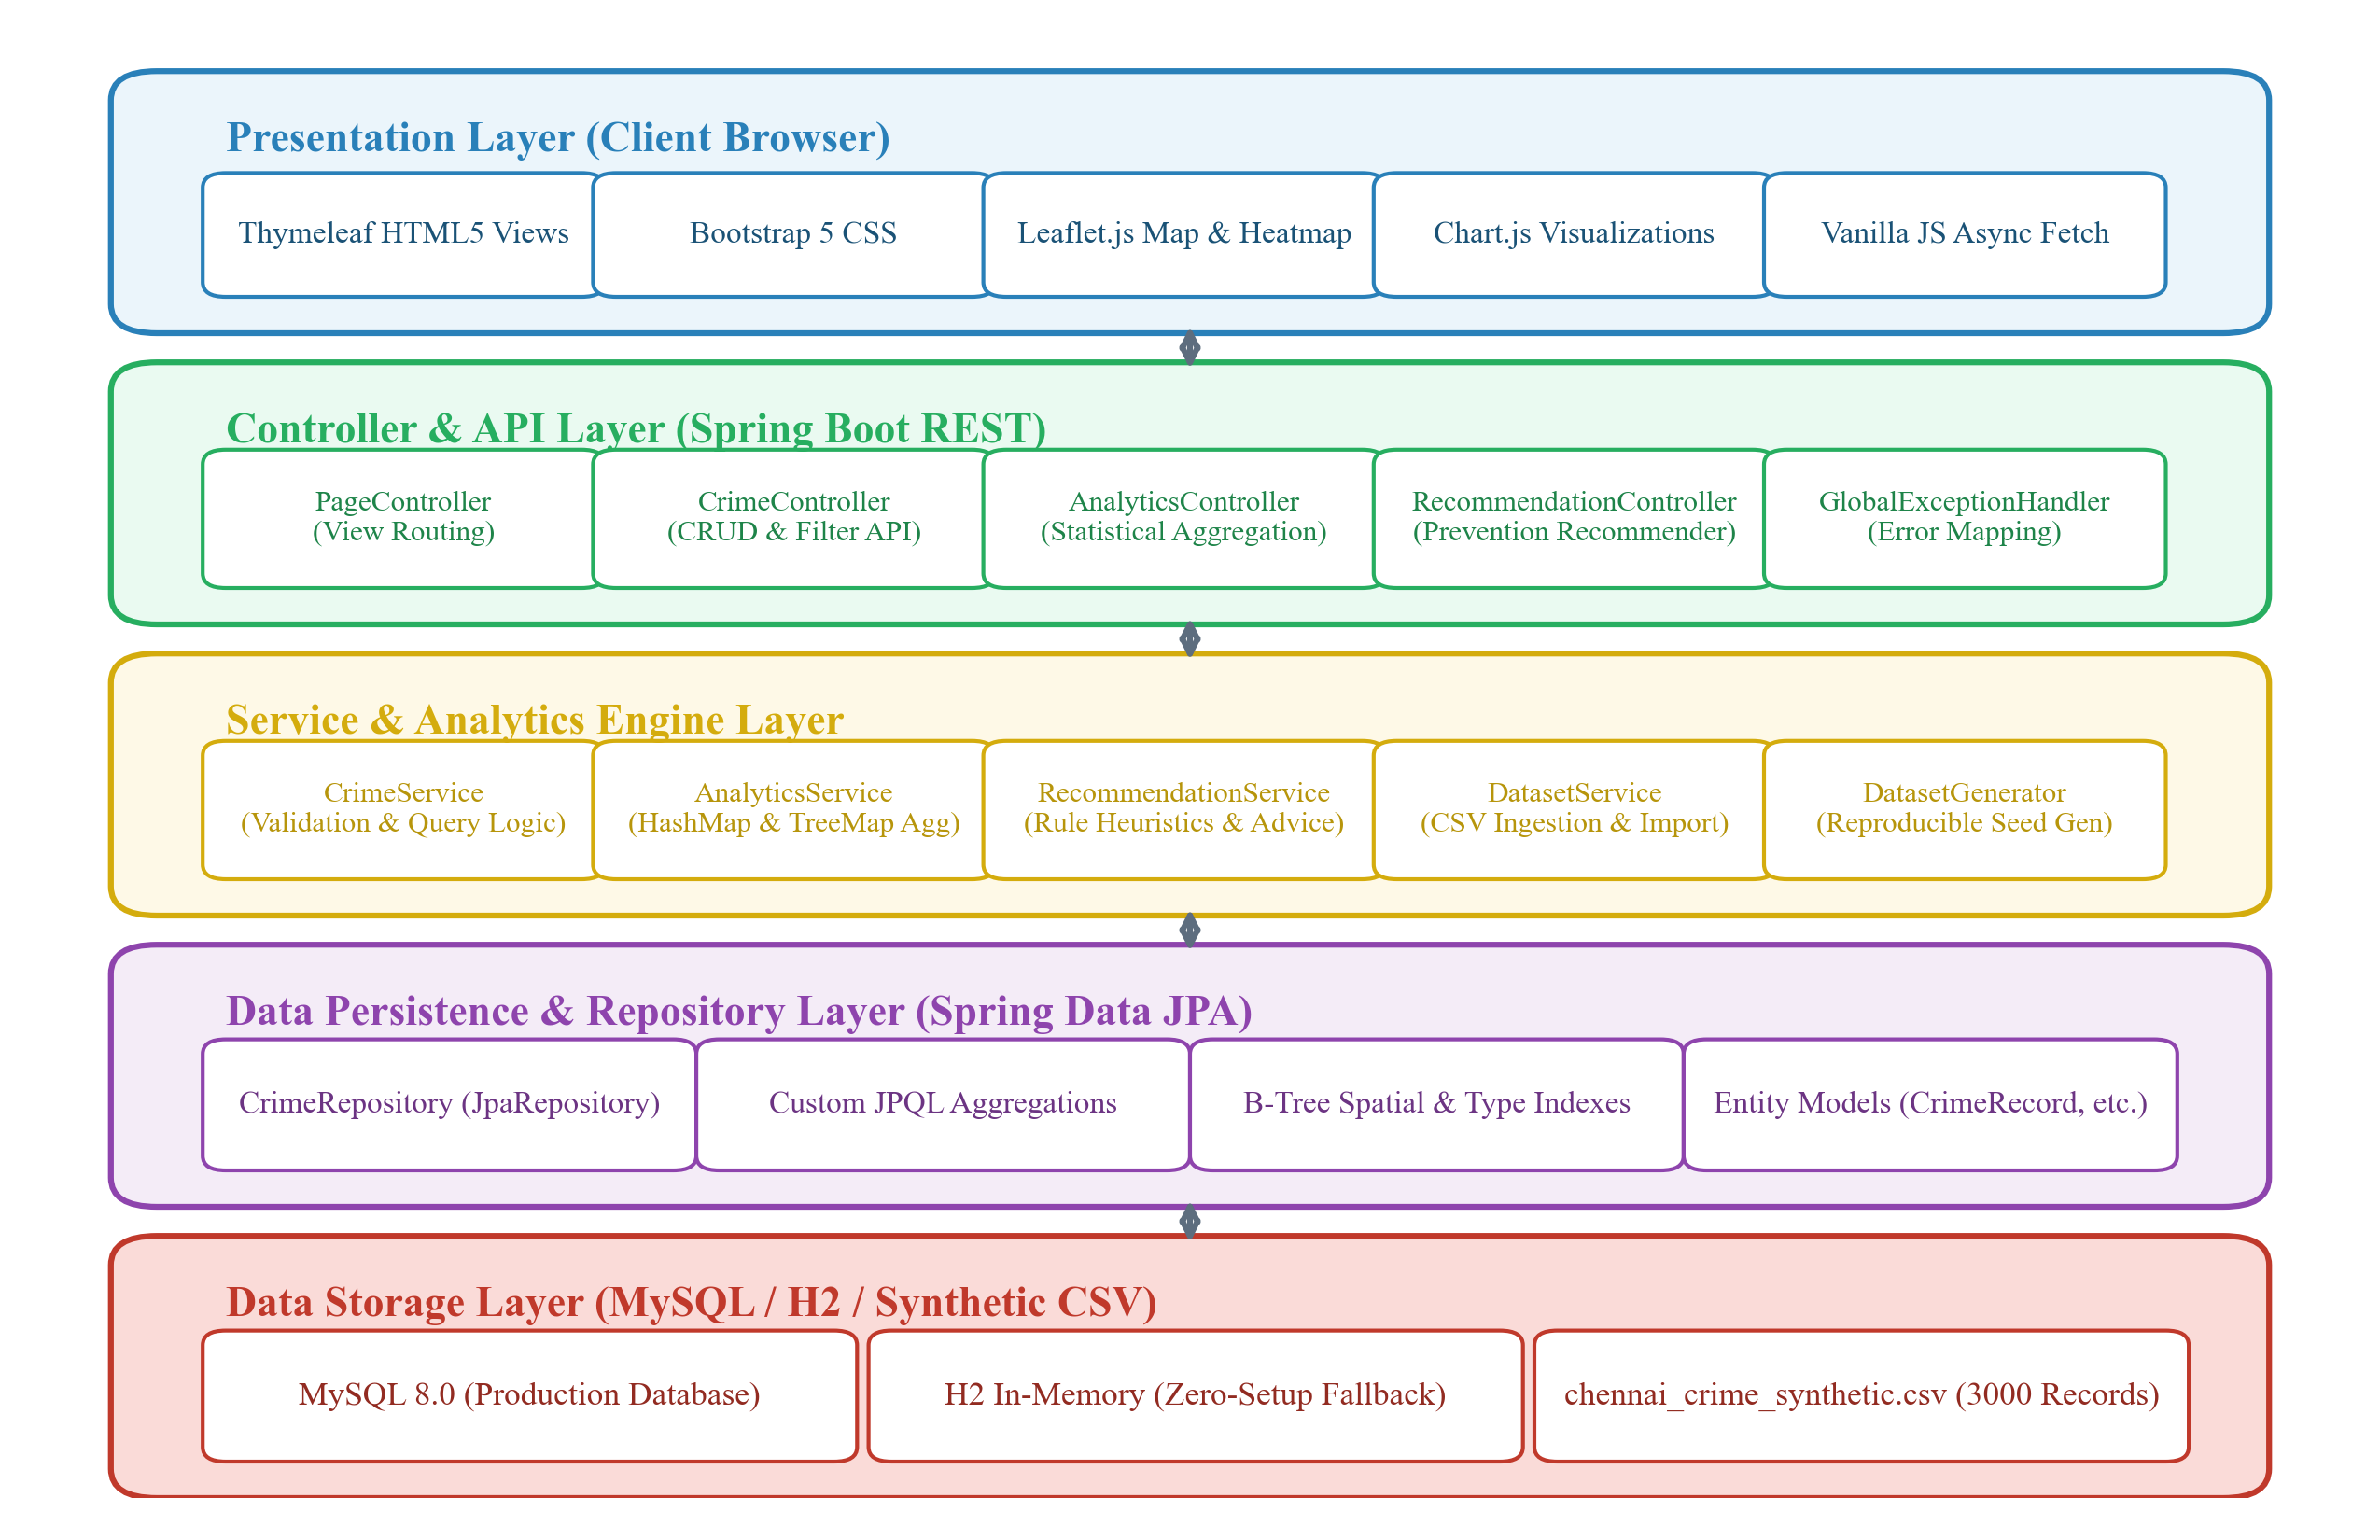 Presentation Layer (Client Browser)
Thymeleaf HTML5 Views
Bootstrap 5 CSS
Leaflet.js Map & Heatmap
Chart.js Visualizations
Vanilla JS Async Fetch
Controller & API Layer (Spring Boot REST)
PageController
(View Routing)
CrimeController
(CRUD & Filter API)
AnalyticsController
(Statistical Aggregation)
RecommendationController
(Prevention Recommender)
GlobalExceptionHandler
(Error Mapping)
Service & Analytics Engine Layer
CrimeService
(Validation & Query Logic)
AnalyticsService
(HashMap & TreeMap Agg)
RecommendationService
(Rule Heuristics & Advice)
DatasetService
(CSV Ingestion & Import)
DatasetGenerator
(Reproducible Seed Gen)
Data Persistence & Repository Layer (Spring Data JPA)
CrimeRepository (JpaRepository)
Custom JPQL Aggregations
B-Tree Spatial & Type Indexes
Entity Models (CrimeRecord, etc.)
Data Storage Layer (MySQL / H2 / Synthetic CSV)
MySQL 8.0 (Production Database)
H2 In-Memory (Zero-Setup Fallback)
chennai_crime_synthetic.csv (3000 Records)